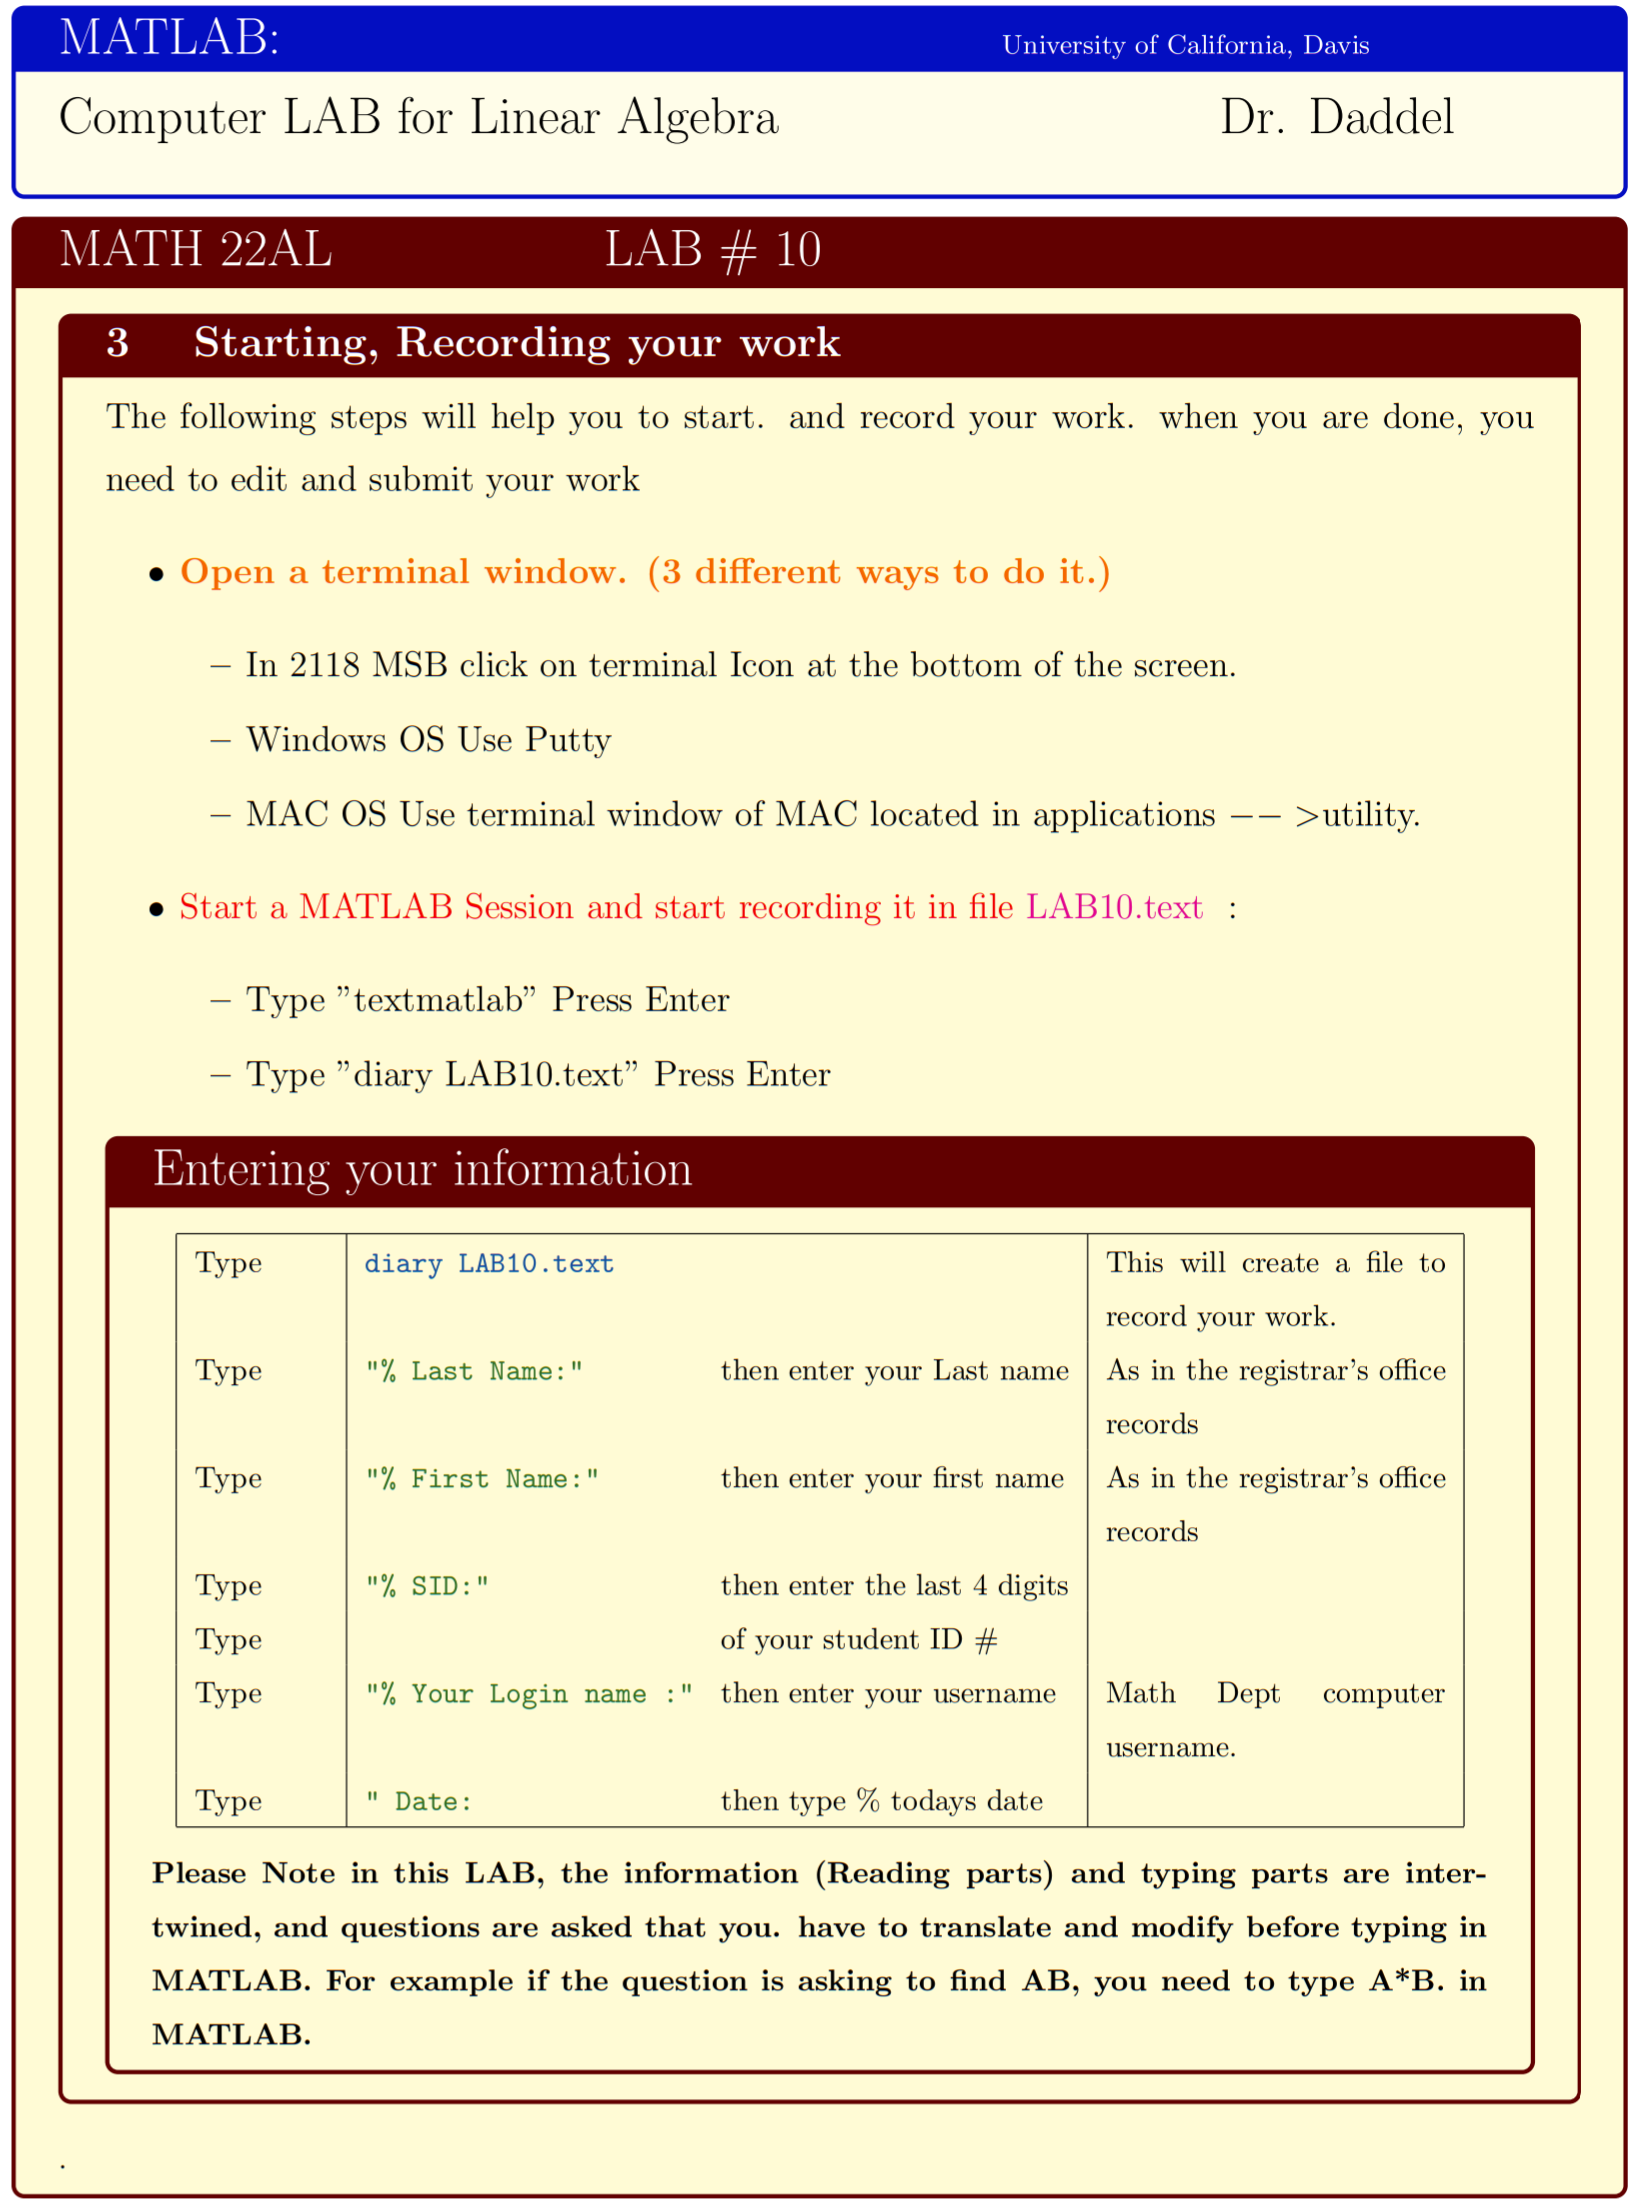 MATLAB: University of California, Davis
Computer LAB for Linear Algebra Dr. Daddel
MATH 22AL LAB # 10
3 Starting, Recording your work
The following steps will help you to start. and record your work. when you are done, you
need to edit and submit your work
• Open a terminal window. (3 different ways to do it.)
– In 2118 MSB click on terminal Icon at the bottom of the screen.
– Windows OS Use Putty
– MAC OS Use terminal window of MAC located in applications −− >utility.
• Start a MATLAB Session and start recording it in file LAB10.text :
– Type ”textmatlab” Press Enter
– Type ”diary LAB10.text” Press Enter
Entering your information
Type diary LAB10.text This will create a file to
record your work.
Type "% Last Name:" then enter your Last name As in the registrar's office
records
Type "% First Name:" then enter your first name As in the registrar's office
records
Type "% SID:" then enter the last 4 digits
Type of your student ID #
Type "% Your Login name :" then enter your username Math Dept computer
username.
Type " Date: then type % todays date
Please Note in this LAB, the information (Reading parts) and typing parts are inter-
twined, and questions are asked that you. have to translate and modify before typing in
MATLAB. For example if the question is asking to find AB, you need to type A*B. in
MATLAB.
.